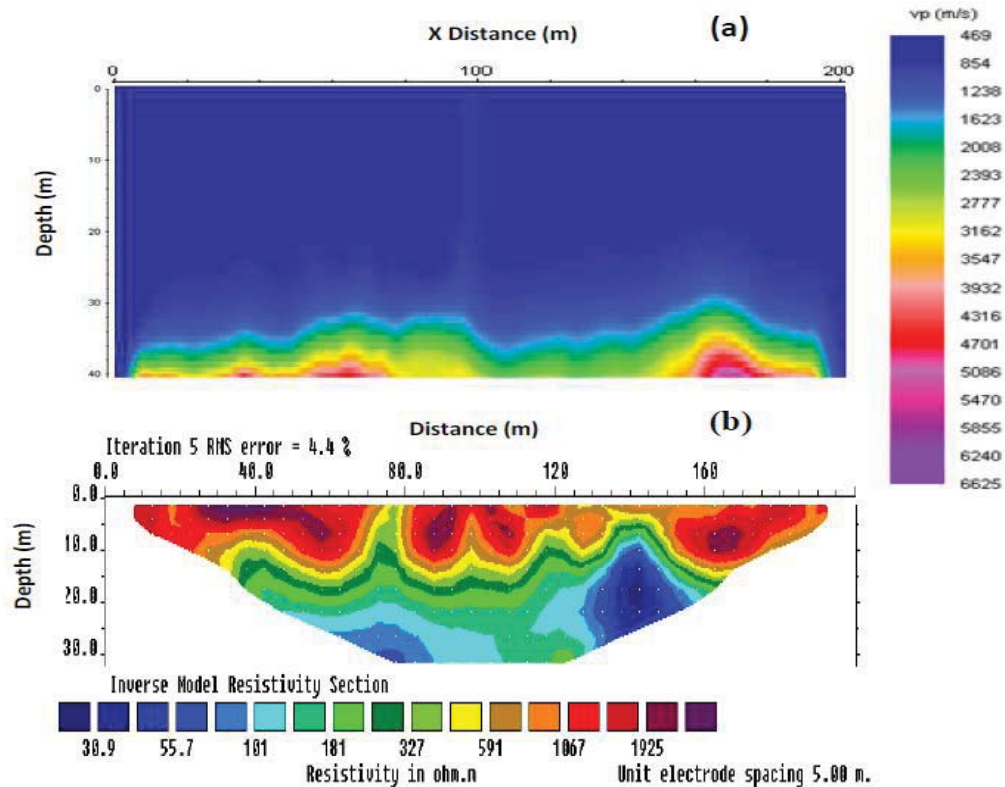 X Distance (m)
(a)
vp (m/s)
0
100
200
0
10
20
30
40
Depth (m)
469
854
1238
1623
2008
2393
2777
3162
3547
3932
4316
4701
5086
5470
5855
6240
6625
Distance (m)
(b)
Iteration 5 RMS error = 4.4 %
0.0 40.0 80.0 120 160
0.0
10.0
20.0
30.0
Depth (m)
Inverse Model Resistivity Section
30.9 55.7 101 181 327 591 1067 1925
Resistivity in ohm.m
Unit electrode spacing 5.00 m.